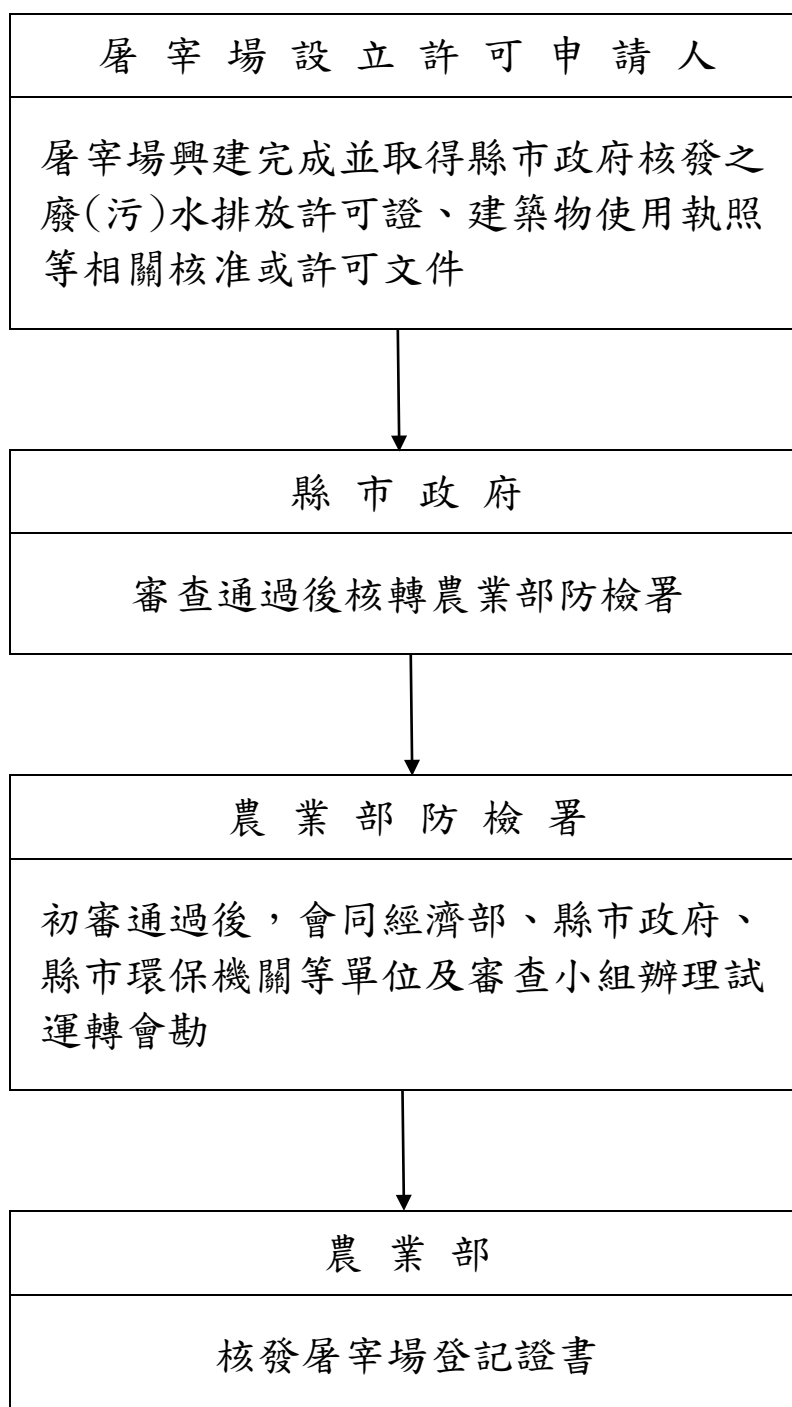 屠宰場設立許可申請人
屠宰場興建完成並取得縣市政府核發之
廢(污)水排放許可證、建築物使用執照
等相關核准或許可文件
縣市政府
審查通過後核轉農業部防檢署
農業部防檢署
初審通過後，會同經濟部、縣市政府、
縣市環保機關等單位及審查小組辦理試
運轉會勘
農業部
核發屠宰場登記證書